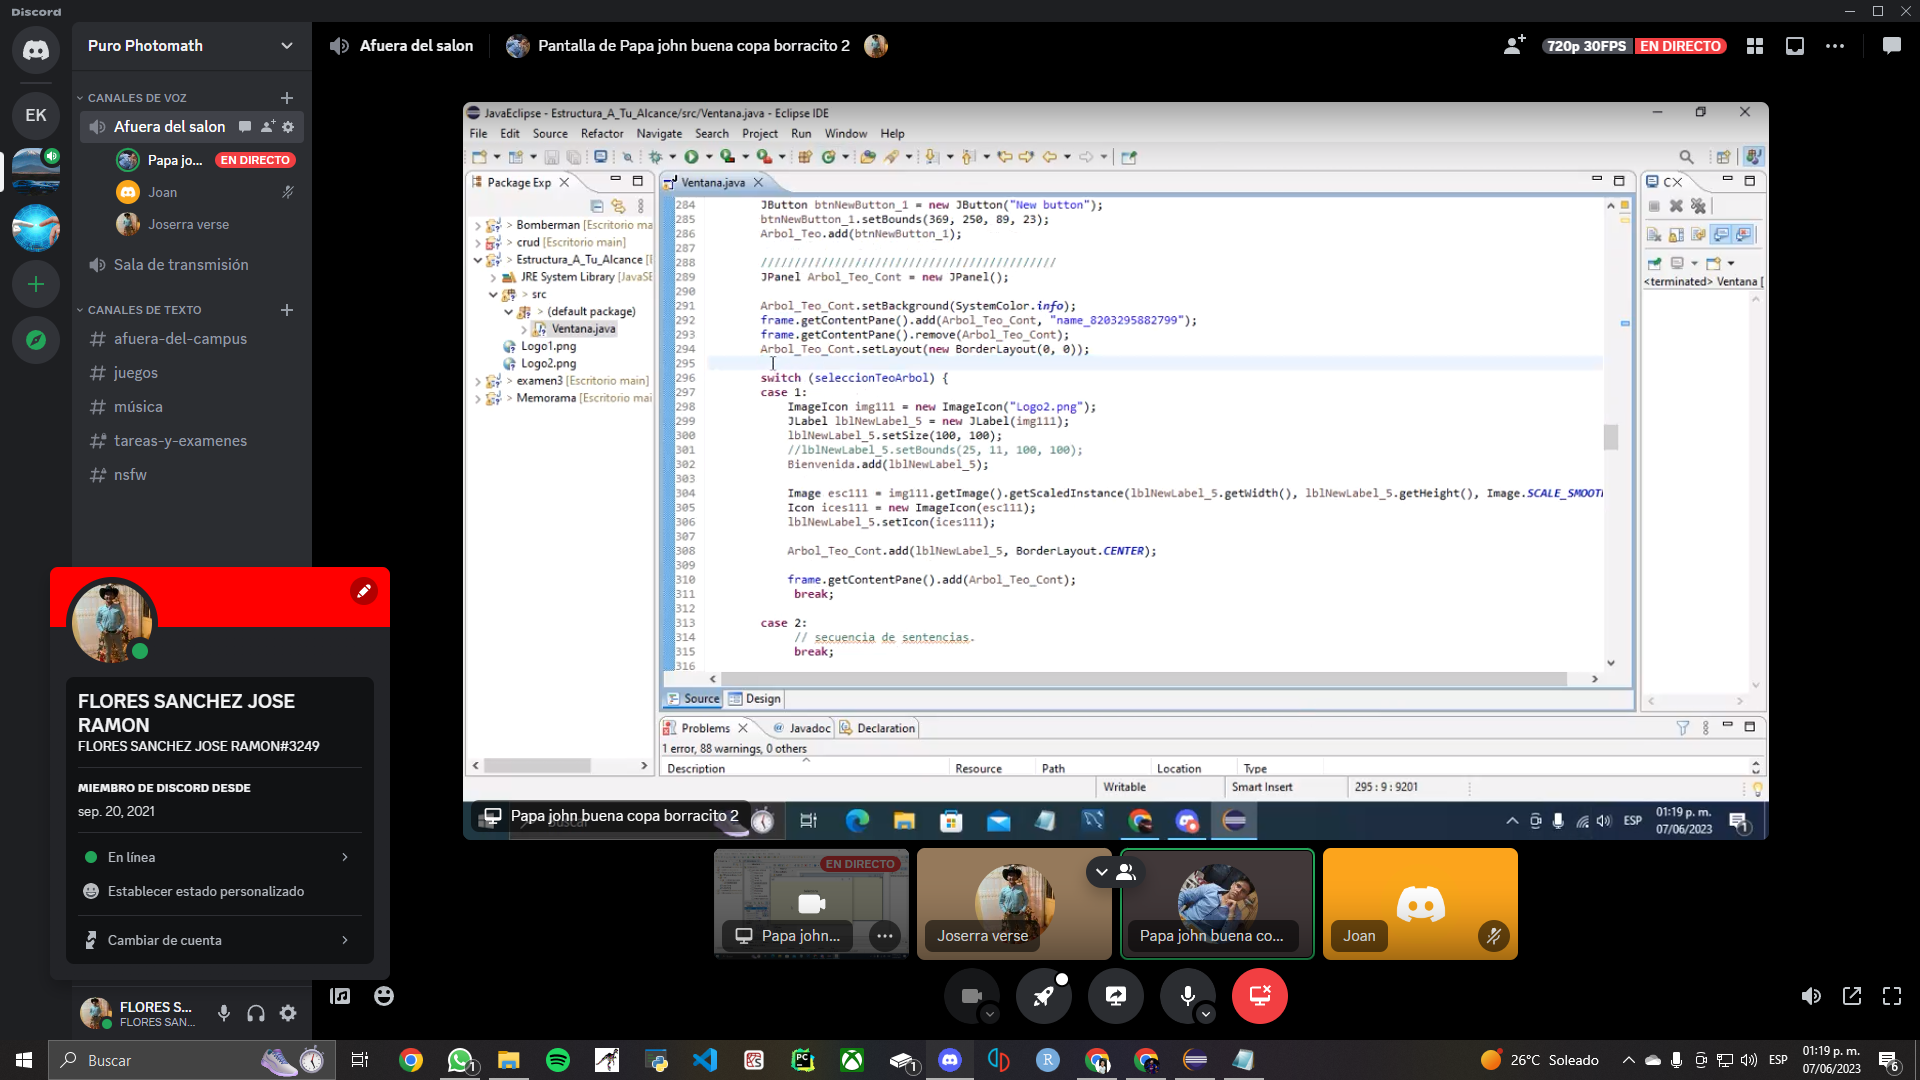 Discord
Puro Photomath
Afuera del salon
Pantalla de Papa john buena copa borracito 2
720p 30FPS
EN DIRECTO
EK
CANALES DE VOZ
Afuera del salon
Papa jo...
EN DIRECTO
Joan
Joserra verse
Sala de transmisión
CANALES DE TEXTO
afuera-del-campus
juegos
música
tareas-y-examenes
nsfw
JavaEclipse - Estructura_A_Tu_Alcance/src/Ventana.java - Eclipse IDE
File Edit Source Refactor Navigate Search Project Run Window Help
Package Exp
Ventana.java
> Bomberman [Escritorio ma
> crud [Escritorio main]
> Estructura_A_Tu_Alcance [
JRE System Library [JavaSE
> src
> (default package)
Ventana.java
Logo1.png
Logo2.png
> examen3 [Escritorio main]
> Memorama [Escritorio main]
284 JButton btnNewButton_1 = new JButton("New button");
285 btnNewButton_1.setBounds(369, 250, 89, 23);
286 Arbol_Teo.add(btnNewButton_1);
287
288 ////////////////////////////////////////////
289 JPanel Arbol_Teo_Cont = new JPanel();
290
291 Arbol_Teo_Cont.setBackground(SystemColor.info);
292 frame.getContentPane().add(Arbol_Teo_Cont, "name_8203295882799");
293 frame.getContentPane().remove(Arbol_Teo_Cont);
294 Arbol_Teo_Cont.setLayout(new BorderLayout(0, 0));
295
296 switch (seleccionTeoArbol) {
297 case 1:
298 ImageIcon img111 = new ImageIcon("Logo2.png");
299 JLabel lblNewLabel_5 = new JLabel(img111);
300 lblNewLabel_5.setSize(100, 100);
301 //lblNewLabel_5.setBounds(25, 11, 100, 100);
302 Bienvenida.add(lblNewLabel_5);
303
304 Image esc111 = img111.getImage().getScaledInstance(lblNewLabel_5.getWidth(), lblNewLabel_5.getHeight(), Image.SCALE_SMOOTH
305 Icon ices111 = new ImageIcon(esc111);
306 lblNewLabel_5.setIcon(ices111);
307
308 Arbol_Teo_Cont.add(lblNewLabel_5, BorderLayout.CENTER);
309
310 frame.getContentPane().add(Arbol_Teo_Cont);
311 break;
312
313 case 2:
314 // secuencia de sentencias.
315 break;
316
Source Design
C
<terminated> Ventana [
Problems Javadoc Declaration
1 error, 88 warnings, 0 others
Description Resource Path Location Type
Writable Smart Insert 295 : 9 : 9201
Papa john buena copa borracito 2
ESP
01:19 p. m.
07/06/2023
1
FLORES SANCHEZ JOSE
RAMON
FLORES SANCHEZ JOSE RAMON#3249
MIEMBRO DE DISCORD DESDE
sep. 20, 2021
En línea
Establecer estado personalizado
Cambiar de cuenta
EN DIRECTO
Papa john...
Joserra verse
Papa john buena co...
Joan
FLORES S...
FLORES SAN...
Buscar
PC
R
26°C Soleado
ESP
01:19 p. m.
07/06/2023
6